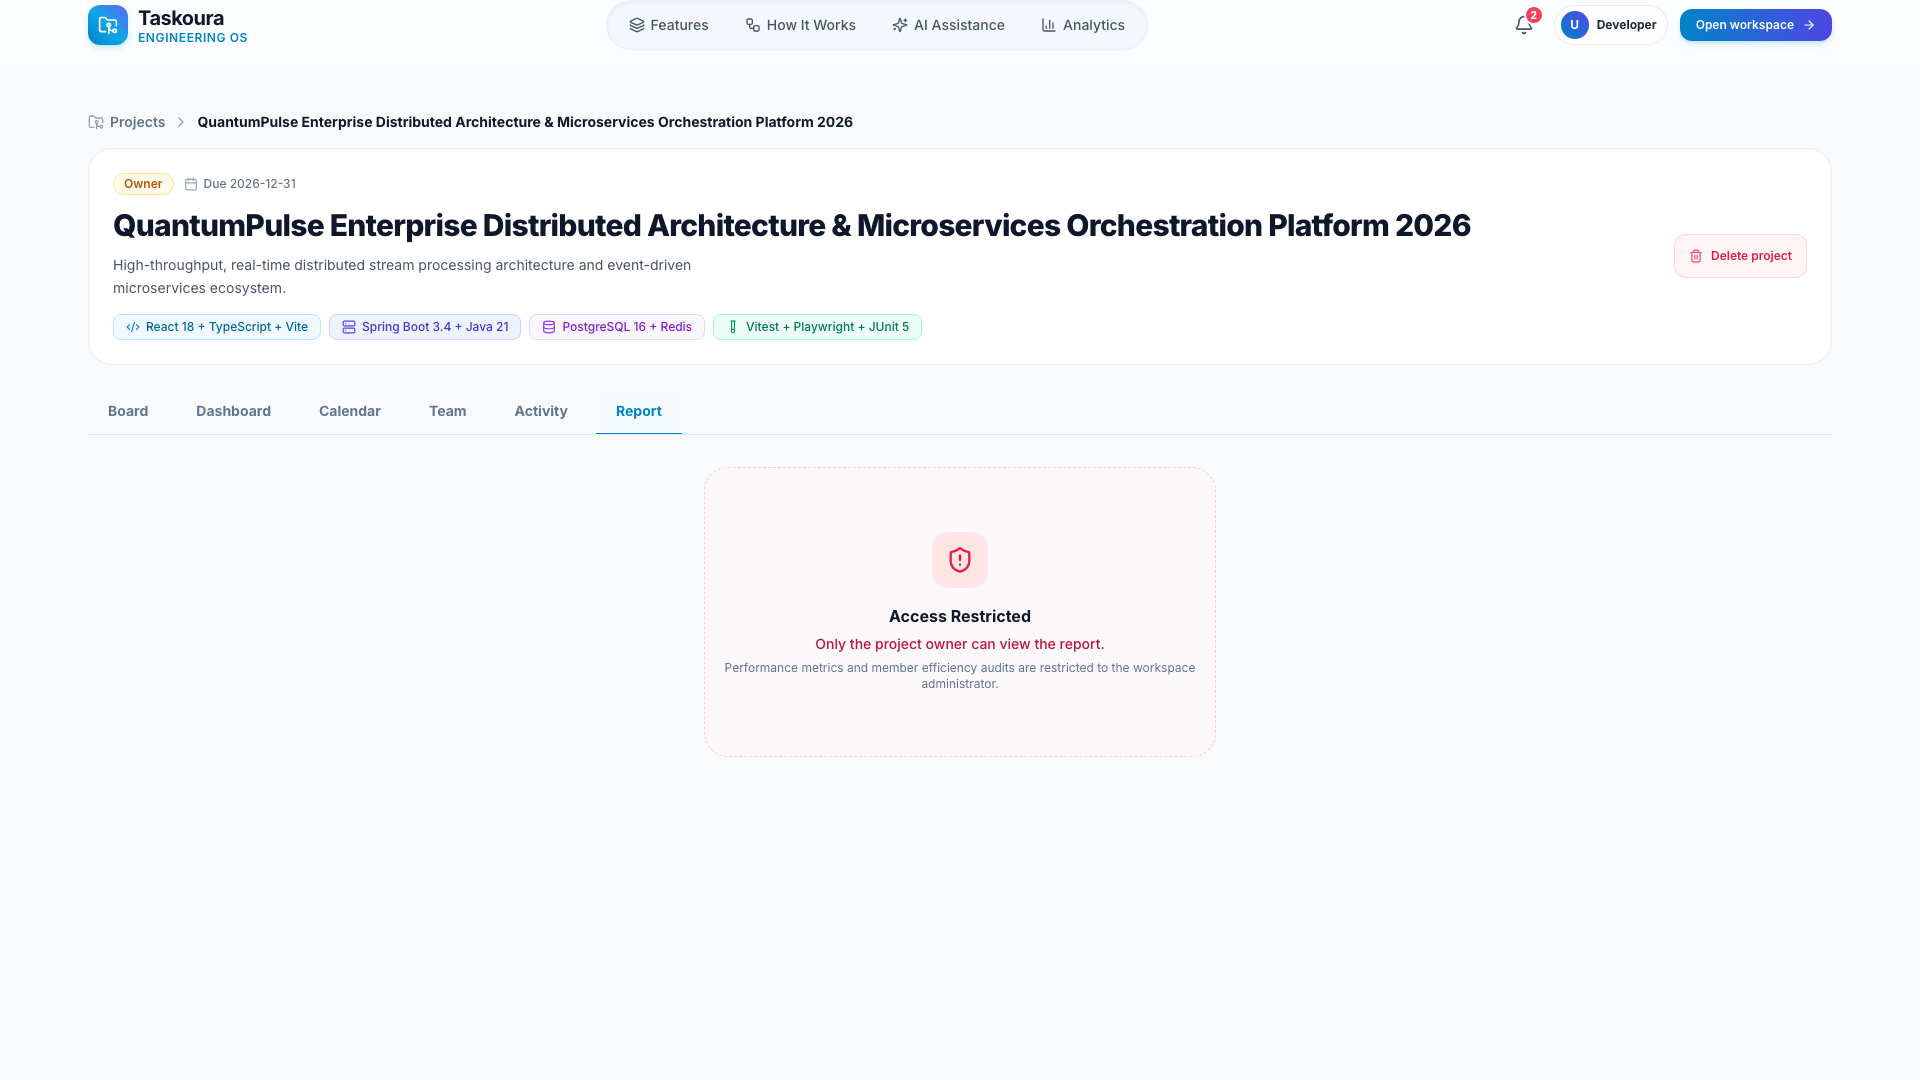 Taskoura
ENGINEERING OS
Features
How It Works
AI Assistance
Analytics
2
U
Developer
Open workspace
Projects
QuantumPulse Enterprise Distributed Architecture & Microservices Orchestration Platform 2026
Owner
Due 2026-12-31
QuantumPulse Enterprise Distributed Architecture & Microservices Orchestration Platform 2026
High-throughput, real-time distributed stream processing architecture and event-driven
microservices ecosystem.
Delete project
React 18 + TypeScript + Vite
Spring Boot 3.4 + Java 21
PostgreSQL 16 + Redis
Vitest + Playwright + JUnit 5
Board
Dashboard
Calendar
Team
Activity
Report
Access Restricted
Only the project owner can view the report.
Performance metrics and member efficiency audits are restricted to the workspace
administrator.